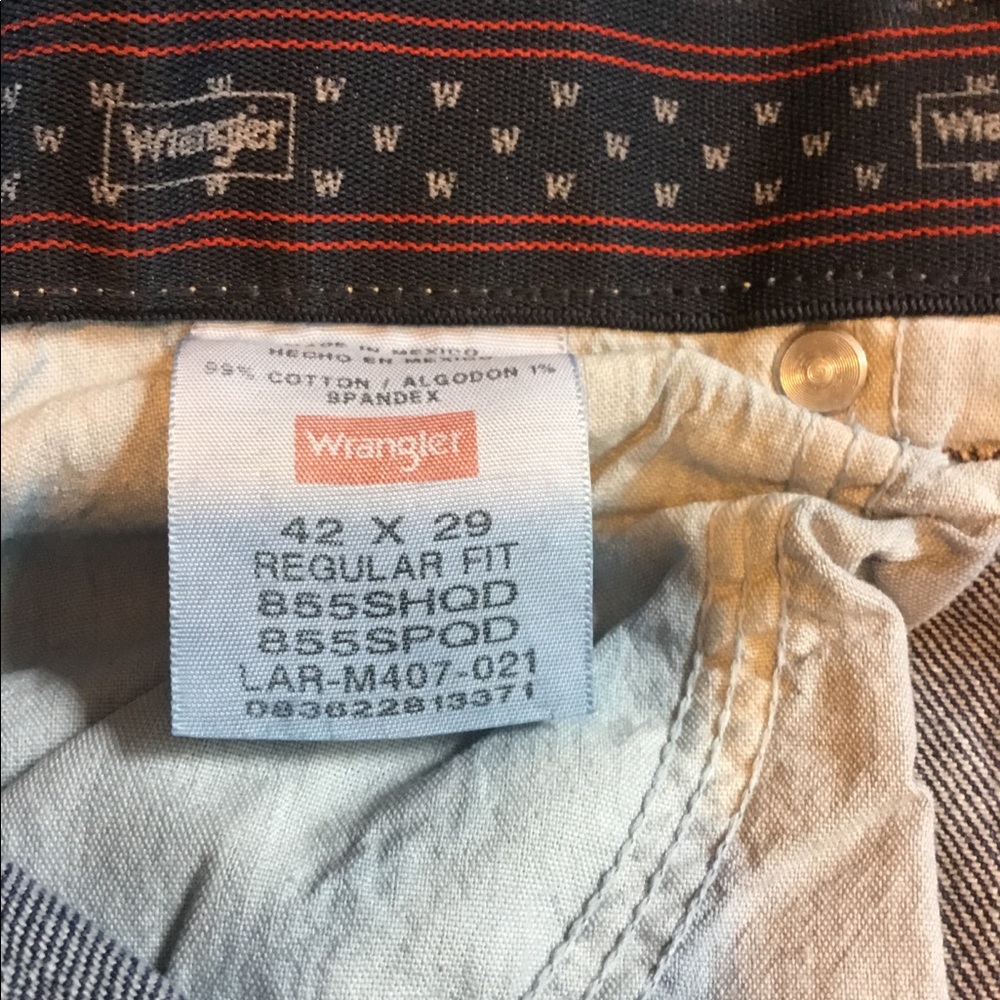 W W W W W W W
Wrangler
W W W W W W W
Wra
W W W W W W W W
MADE IN MEXICO
HECHO EN MEXICO
99% COTTON / ALGODON 1%
SPANDEX
Wrangler
42 X 29
REGULAR FIT
855SHQD
855SPQD
LAR-M407-021
083622813371